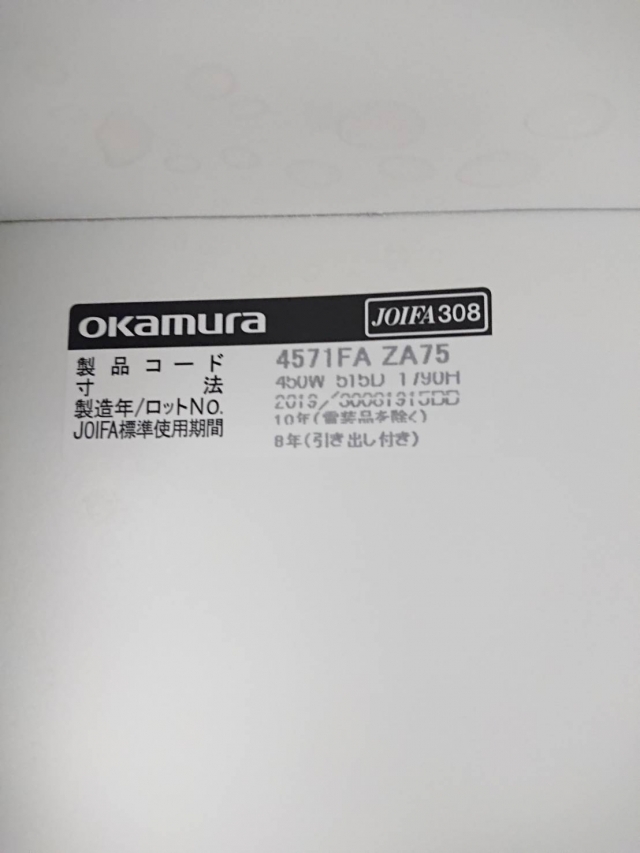 okamura JOIFA308
製品コード 4571FA ZA75
寸法 450W 515D 1790H
製造年/ロットNo.
JOIFA標準使用期間 10年(電装品を除く)
8年(引き出し付き)